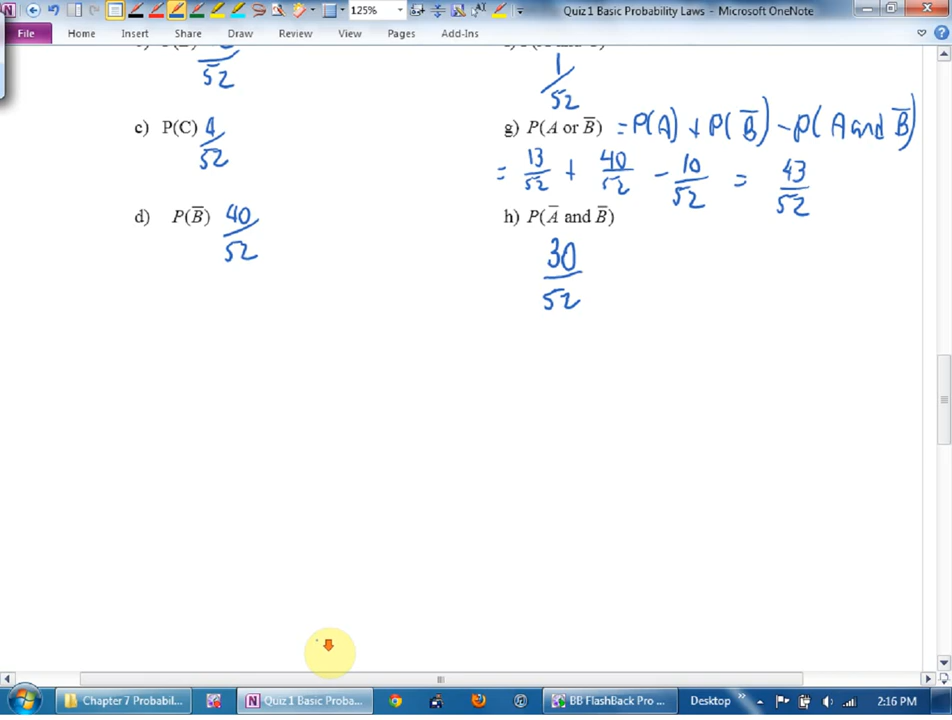 Quiz 1 Basic Probability Laws - Microsoft OneNote
125%
File Home Insert Share Draw Review View Pages Add-Ins
52
1/52
c) P(C) 4/52
g) P(A or B̅) = P(A) + P(B̅) - P(A and B̅)
= 13/52 + 40/52 - 10/52 = 43/52
d) P(B̅) 40/52
h) P(A̅ and B̅)
30/52
Chapter 7 Probabil... Quiz 1 Basic Proba... BB FlashBack Pro ... Desktop 2:16 PM